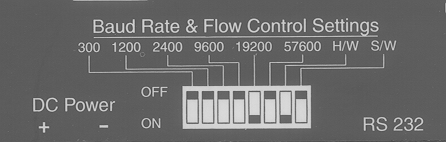 Baud Rate & Flow Control Settings
300 1200 2400 9600 19200 57600 H/W S/W
OFF
DC Power
+ -
ON
RS 232